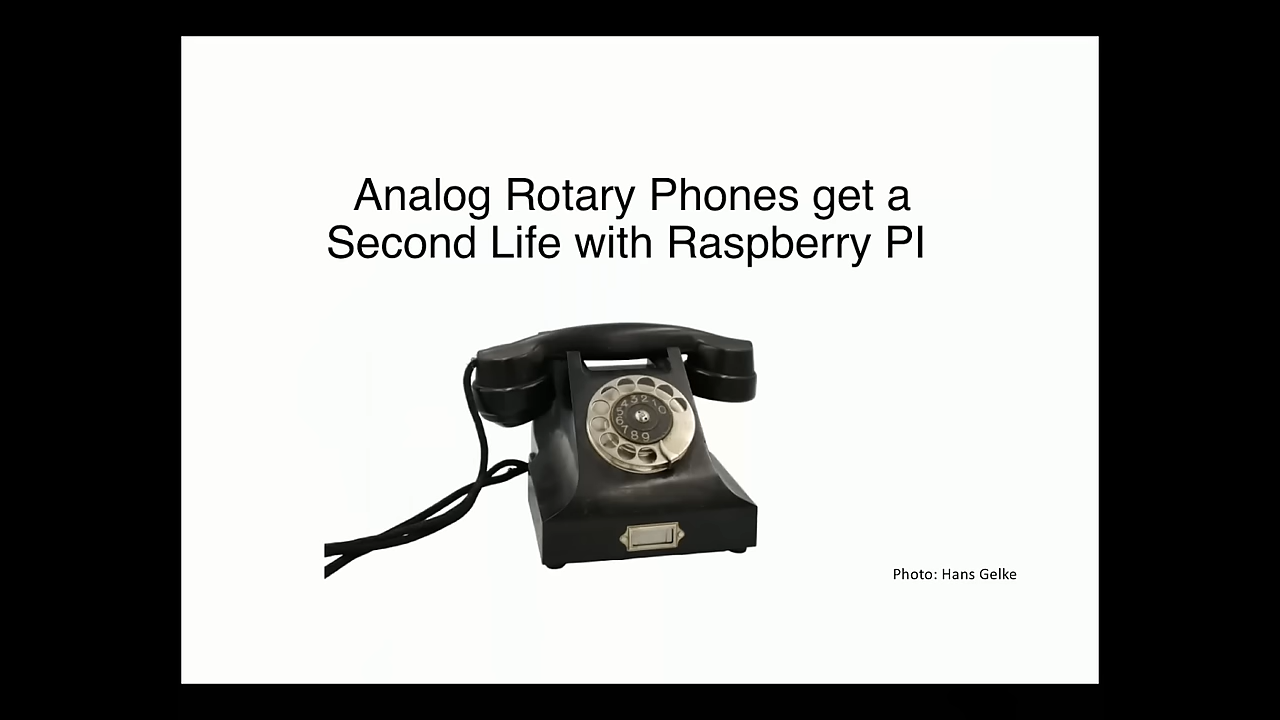 Analog Rotary Phones get a
Second Life with Raspberry PI
Photo: Hans Gelke